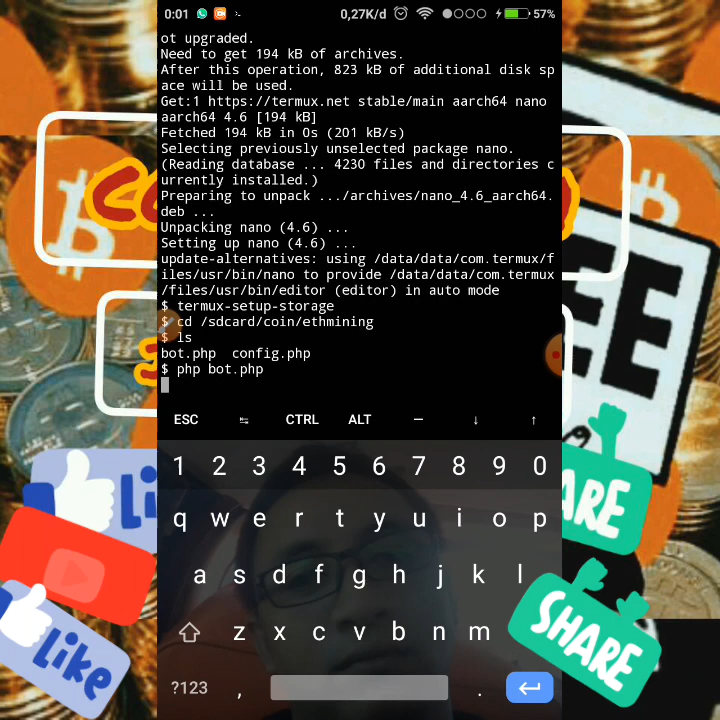 0:01 0,27K/d 57%
ot upgraded.
Need to get 194 kB of archives.
After this operation, 823 kB of additional disk sp
ace will be used.
Get:1 https://termux.net stable/main aarch64 nano
aarch64 4.6 [194 kB]
Fetched 194 kB in 0s (201 kB/s)
Selecting previously unselected package nano.
(Reading database ... 4230 files and directories c
urrently installed.)
Preparing to unpack .../archives/nano_4.6_aarch64.
deb ...
Unpacking nano (4.6) ...
Setting up nano (4.6) ...
update-alternatives: using /data/data/com.termux/f
iles/usr/bin/nano to provide /data/data/com.termux
/files/usr/bin/editor (editor) in auto mode
$ termux-setup-storage
$ cd /sdcard/coin/ethmining
$ ls
bot.php config.php
$ php bot.php
ESC ↹ CTRL ALT — ↓ ↑
1 2 3 4 5 6 7 8 9 0
q w e r t y u i o p
a s d f g h j k l
z x c v b n m
?123 , .
EE
Li
ARE
Like
SHARE